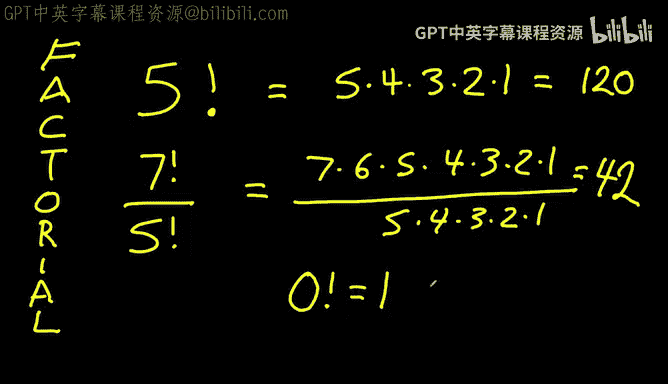 GPT中英字幕课程资源@bilibili.com
GPT中英字幕课程资源 bilibili
FACTORIAL
5! = 5·4·3·2·1 = 120
7!/5! = 7·6·5·4·3·2·1/5·4·3·2·1 = 42
0! = 1